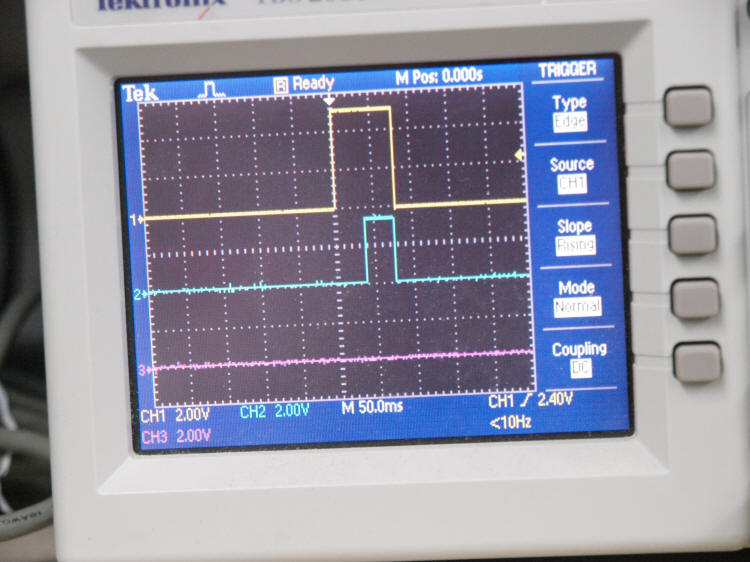 Tektronix
Tek R Ready M Pos: 0.000s
TRIGGER
Type
Edge
Source
CH1
Slope
Rising
Mode
Normal
Coupling
DC
1
2
3
CH1 2.00V CH2 2.00V M 50.0ms CH1 2.40V
CH3 2.00V <10Hz